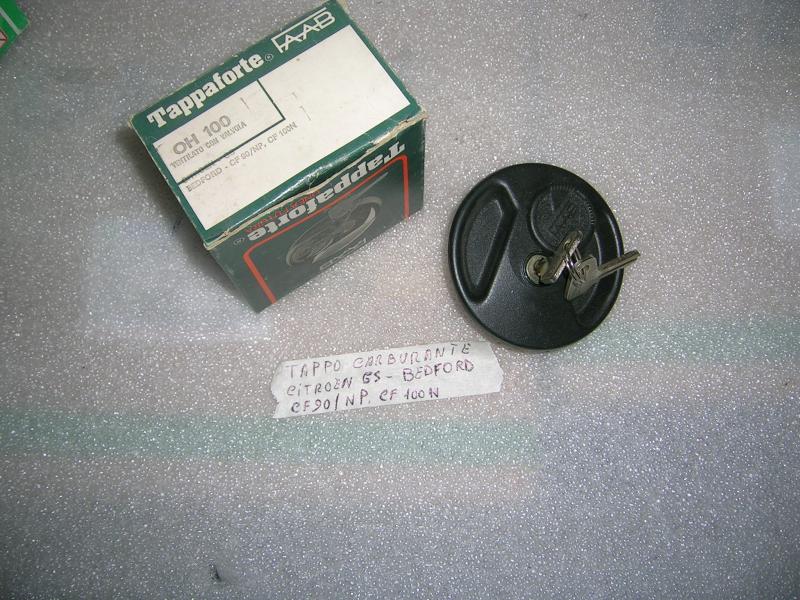 Tappaforte® FAAB
OH 100
VENTILATO CON VALVOLA
BEDFORD - CF 90/NP, CF 100N
Tappaforte
TAPPO CARBURANTE
CITROEN GS - BEDFORD
CF90/NP. CF 100N